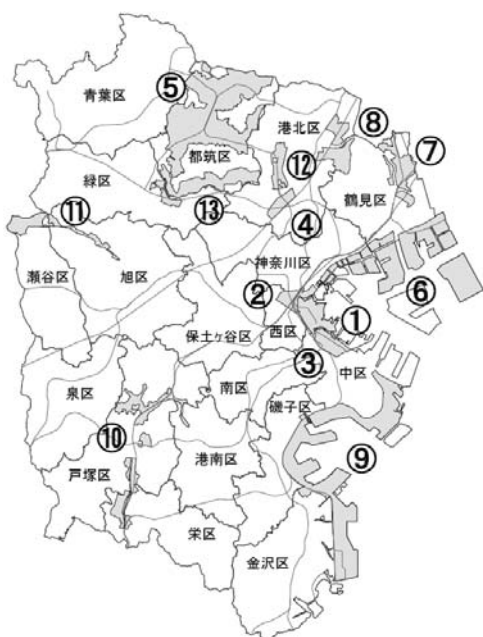 ⑤
青葉区
港北区
⑧
⑦
都筑区
⑫
緑区
鶴見区
⑪
⑬
④
神奈川区
瀬谷区
旭区
②
⑥
保土ヶ谷区
西区
①
③
中区
泉区
南区
磯子区
⑩
戸塚区
港南区
⑨
栄区
金沢区